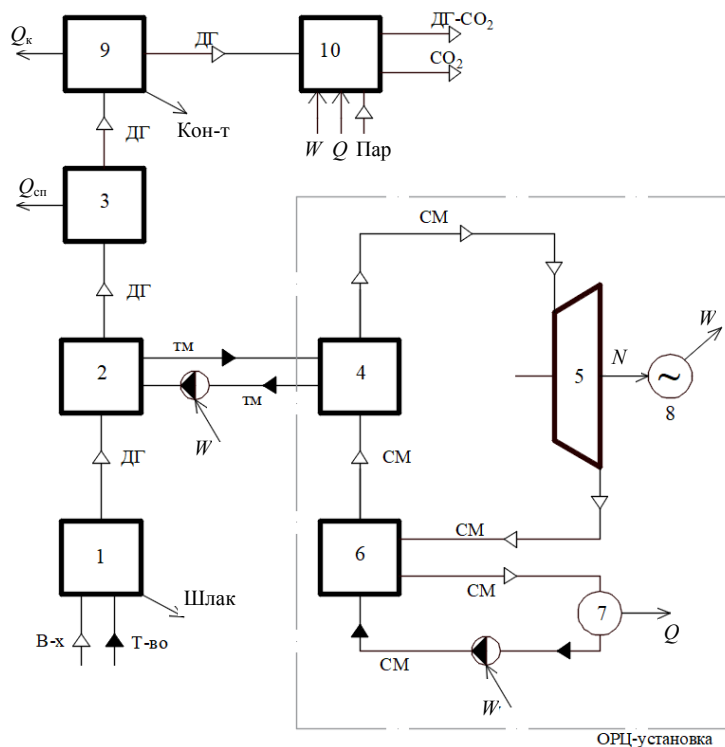 ДГ-CO₂
Qк
9
ДГ
10
CO₂
ДГ
Кон-т
W
Q
Пар
Qсп
3
СМ
ДГ
тм
W
2
4
N
5
~
тм
8
W
ДГ
СМ
СМ
1
6
СМ
Шлак
7
В-х
Т-во
Q
СМ
W
ОРЦ-установка